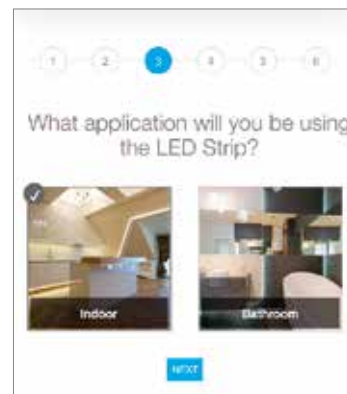 1 2 3 4 5 6
What application will you be using
the LED Strip?
Indoor Bathroom
NEXT